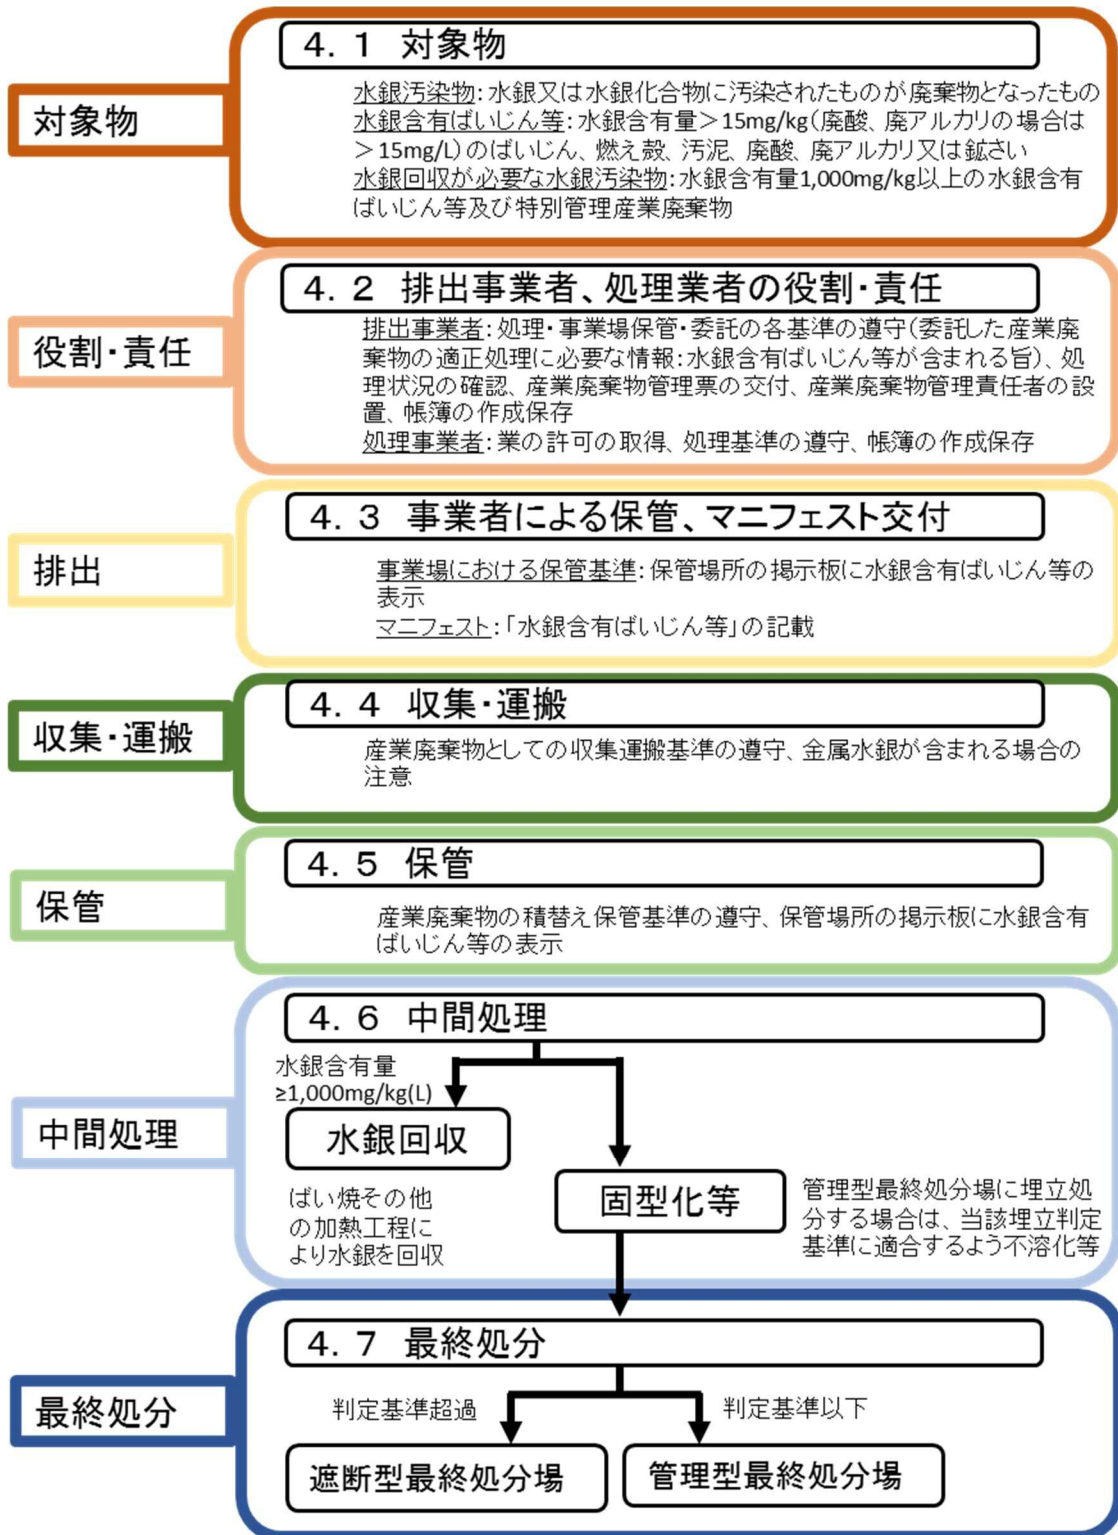 対象物
4. 1 対象物
水銀汚染物：水銀又は水銀化合物に汚染されたものが廃棄物となったもの
水銀含有ばいじん等：水銀含有量＞15mg/kg（廃酸、廃アルカリの場合は
＞15mg/L）のばいじん、燃え殻、汚泥、廃酸、廃アルカリ又は鉱さい
水銀回収が必要な水銀汚染物：水銀含有量1,000mg/kg以上の水銀含有
ばいじん等及び特別管理産業廃棄物
役割・責任
4. 2 排出事業者、処理業者の役割・責任
排出事業者：処理・事業場保管・委託の各基準の遵守（委託した産業廃
棄物の適正処理に必要な情報：水銀含有ばいじん等が含まれる旨）、処
理状況の確認、産業廃棄物管理票の交付、産業廃棄物管理責任者の設
置、帳簿の作成保存
処理事業者：業の許可の取得、処理基準の遵守、帳簿の作成保存
排出
4. 3 事業者による保管、マニフェスト交付
事業場における保管基準：保管場所の掲示板に水銀含有ばいじん等の
表示
マニフェスト：「水銀含有ばいじん等」の記載
収集・運搬
4. 4 収集・運搬
産業廃棄物としての収集運搬基準の遵守、金属水銀が含まれる場合の
注意
保管
4. 5 保管
産業廃棄物の積替え保管基準の遵守、保管場所の掲示板に水銀含有
ばいじん等の表示
中間処理
4. 6 中間処理
水銀含有量
≥1,000mg/kg(L)
水銀回収
ばい焼その他
の加熱工程に
より水銀を回収
固型化等
管理型最終処分場に埋立処
分する場合は、当該埋立判定
基準に適合するよう不溶化等
最終処分
4. 7 最終処分
判定基準超過
判定基準以下
遮断型最終処分場
管理型最終処分場